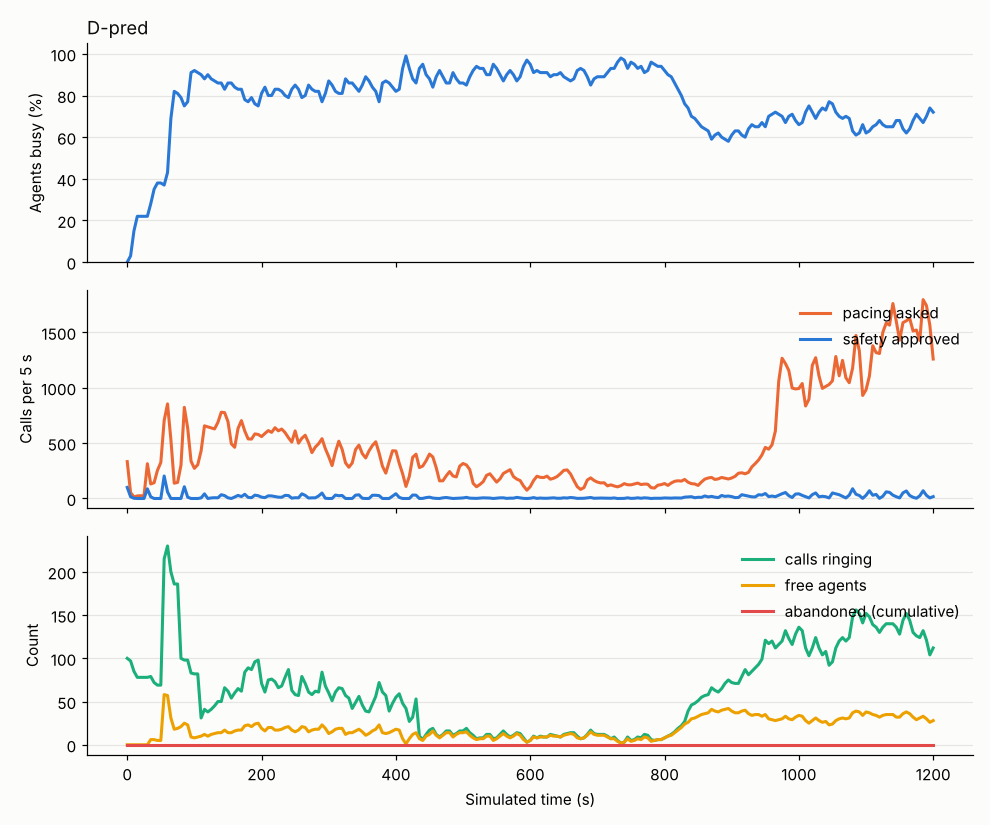 D-pred
Agents busy (%)
100
80
60
40
20
0
Calls per 5 s
1500
1000
500
0
pacing asked
safety approved
Count
200
150
100
50
0
calls ringing
free agents
abandoned (cumulative)
0 200 400 600 800 1000 1200
Simulated time (s)